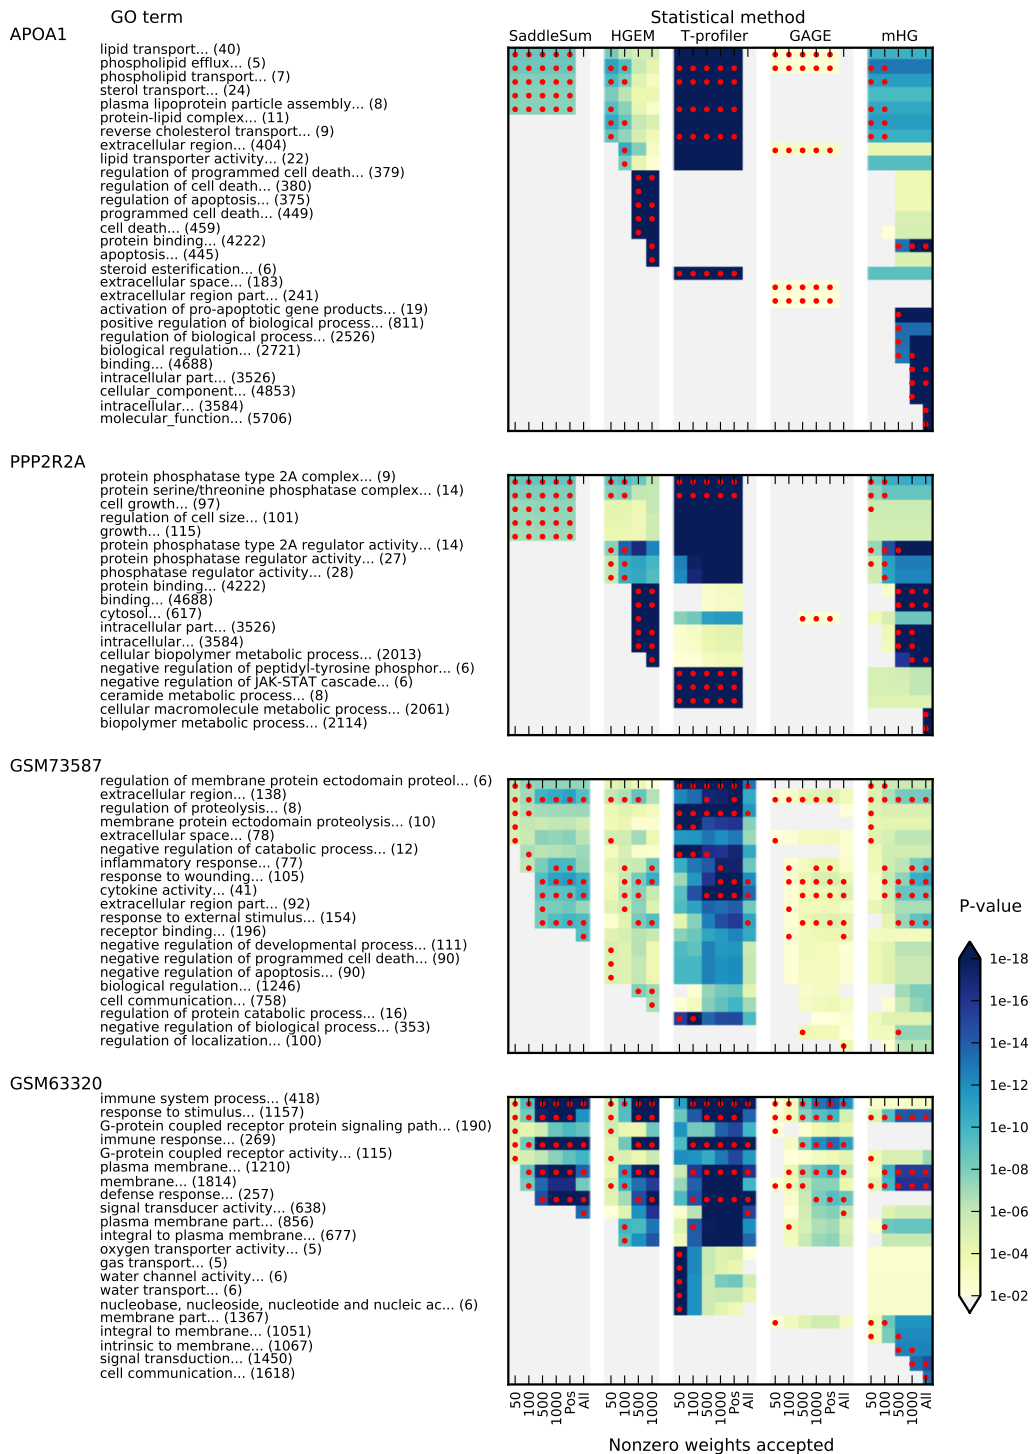 GO term
Statistical method
APOA1
SaddleSum HGEM T-profiler GAGE mHG
lipid transport... (40)
phospholipid efflux... (5)
phospholipid transport... (7)
sterol transport... (24)
plasma lipoprotein particle assembly... (8)
protein-lipid complex... (11)
reverse cholesterol transport... (9)
extracellular region... (404)
lipid transporter activity... (22)
regulation of programmed cell death... (379)
regulation of cell death... (380)
regulation of apoptosis... (375)
programmed cell death... (449)
cell death... (459)
protein binding... (4222)
apoptosis... (445)
steroid esterification... (6)
extracellular space... (183)
extracellular region part... (241)
activation of pro-apoptotic gene products... (19)
positive regulation of biological process... (811)
regulation of biological process... (2526)
biological regulation... (2721)
binding... (4688)
intracellular part... (3526)
cellular_component... (4853)
intracellular... (3584)
molecular_function... (5706)
PPP2R2A
protein phosphatase type 2A complex... (9)
protein serine/threonine phosphatase complex... (14)
cell growth... (97)
regulation of cell size... (101)
growth... (115)
protein phosphatase type 2A regulator activity... (14)
protein phosphatase regulator activity... (27)
phosphatase regulator activity... (28)
protein binding... (4222)
binding... (4688)
cytosol... (617)
intracellular part... (3526)
intracellular... (3584)
cellular biopolymer metabolic process... (2013)
negative regulation of peptidyl-tyrosine phosphor... (6)
negative regulation of JAK-STAT cascade... (6)
ceramide metabolic process... (8)
cellular macromolecule metabolic process... (2061)
biopolymer metabolic process... (2114)
GSM73587
regulation of membrane protein ectodomain proteol... (6)
extracellular region... (138)
regulation of proteolysis... (8)
membrane protein ectodomain proteolysis... (10)
extracellular space... (78)
negative regulation of catabolic process... (12)
inflammatory response... (77)
response to wounding... (105)
cytokine activity... (41)
extracellular region part... (92)
response to external stimulus... (154)
receptor binding... (196)
negative regulation of developmental process... (111)
negative regulation of programmed cell death... (90)
negative regulation of apoptosis... (90)
biological regulation... (1246)
cell communication... (758)
regulation of protein catabolic process... (16)
negative regulation of biological process... (353)
regulation of localization... (100)
P-value
1e-18
1e-16
1e-14
1e-12
1e-10
1e-08
1e-06
1e-04
1e-02
GSM63320
immune system process... (418)
response to stimulus... (1157)
G-protein coupled receptor protein signaling path... (190)
immune response... (269)
G-protein coupled receptor activity... (115)
plasma membrane... (1210)
membrane... (1814)
defense response... (257)
signal transducer activity... (638)
plasma membrane part... (856)
integral to plasma membrane... (677)
oxygen transporter activity... (5)
gas transport... (5)
water channel activity... (6)
water transport... (6)
nucleobase, nucleoside, nucleotide and nucleic ac... (6)
membrane part... (1367)
integral to membrane... (1051)
intrinsic to membrane... (1067)
signal transduction... (1450)
cell communication... (1618)
50 100 500 1000 Pos All 50 100 500 1000 50 100 500 1000 Pos All 50 100 500 1000 Pos All 50 100 500 1000 All
Nonzero weights accepted